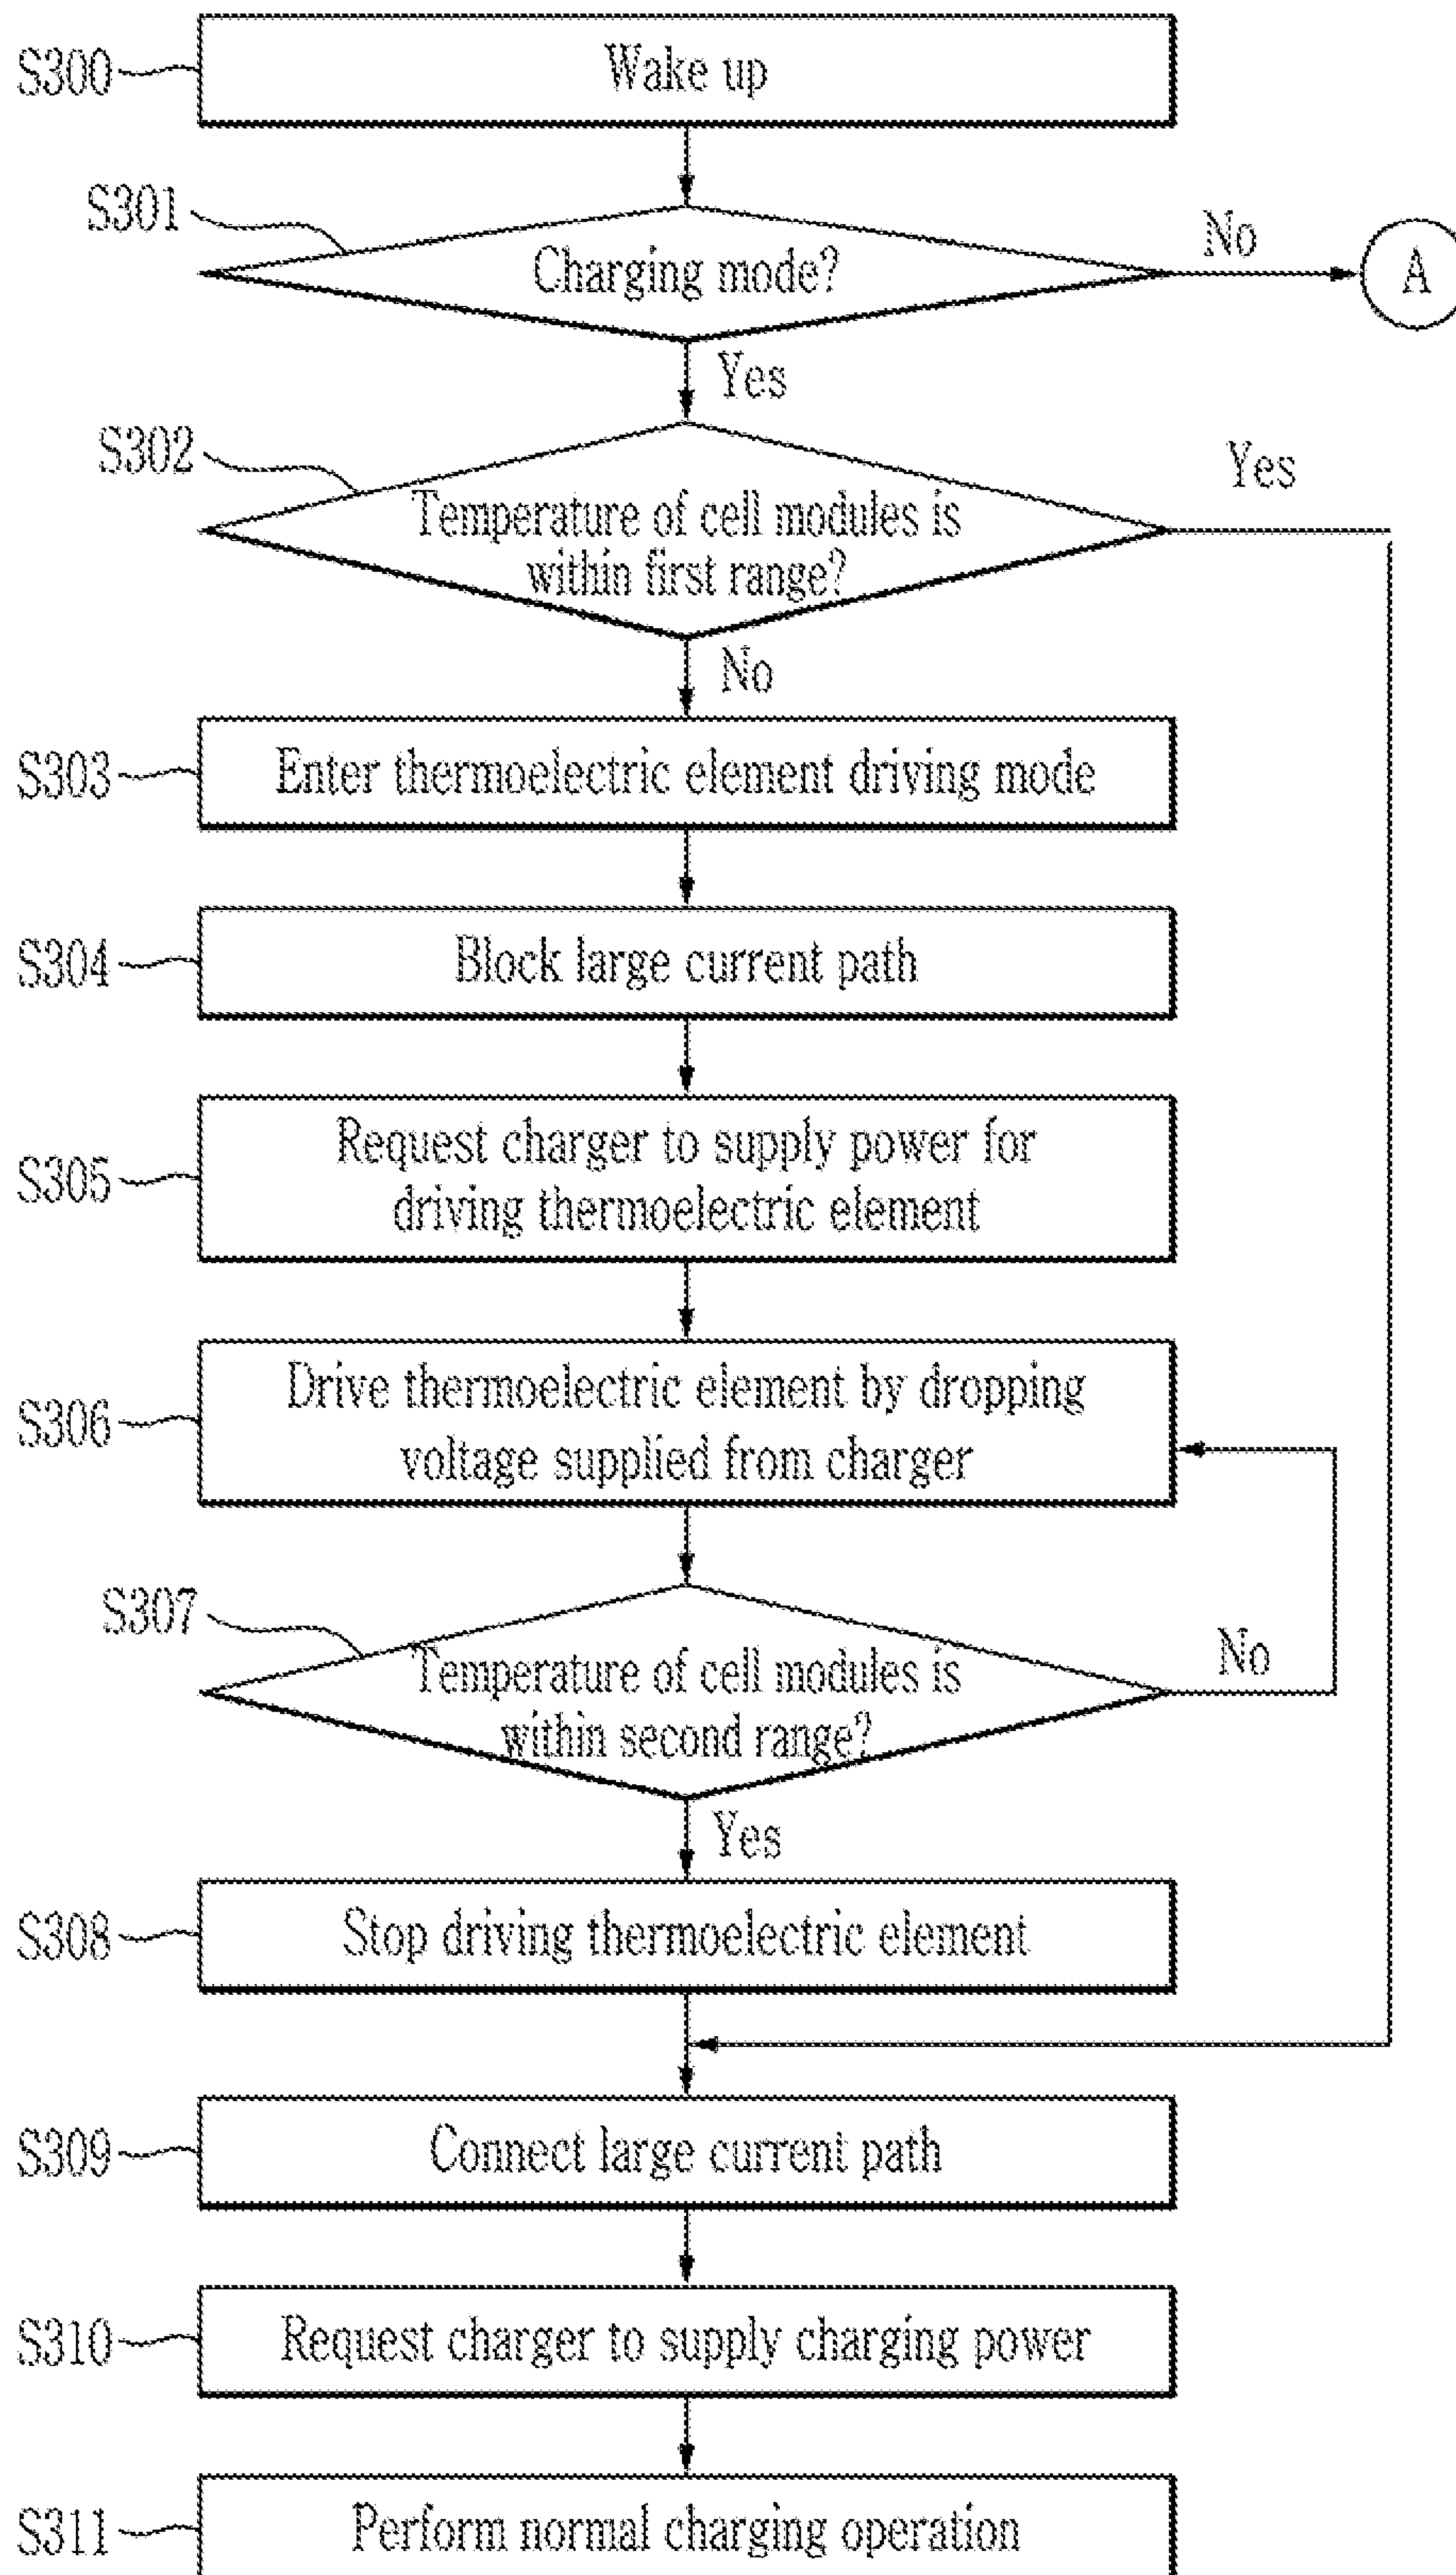 S300
Wake up
S301
Charging mode?
No
A
Yes
S302
Temperature of cell modules is
within first range?
Yes
No
S303
Enter thermoelectric element driving mode
S304
Block large current path
S305
Request charger to supply power for
driving thermoelectric element
S306
Drive thermoelectric element by dropping
voltage supplied from charger
S307
Temperature of cell modules is
within second range?
No
Yes
S308
Stop driving thermoelectric element
S309
Connect large current path
S310
Request charger to supply charging power
S311
Perform normal charging operation